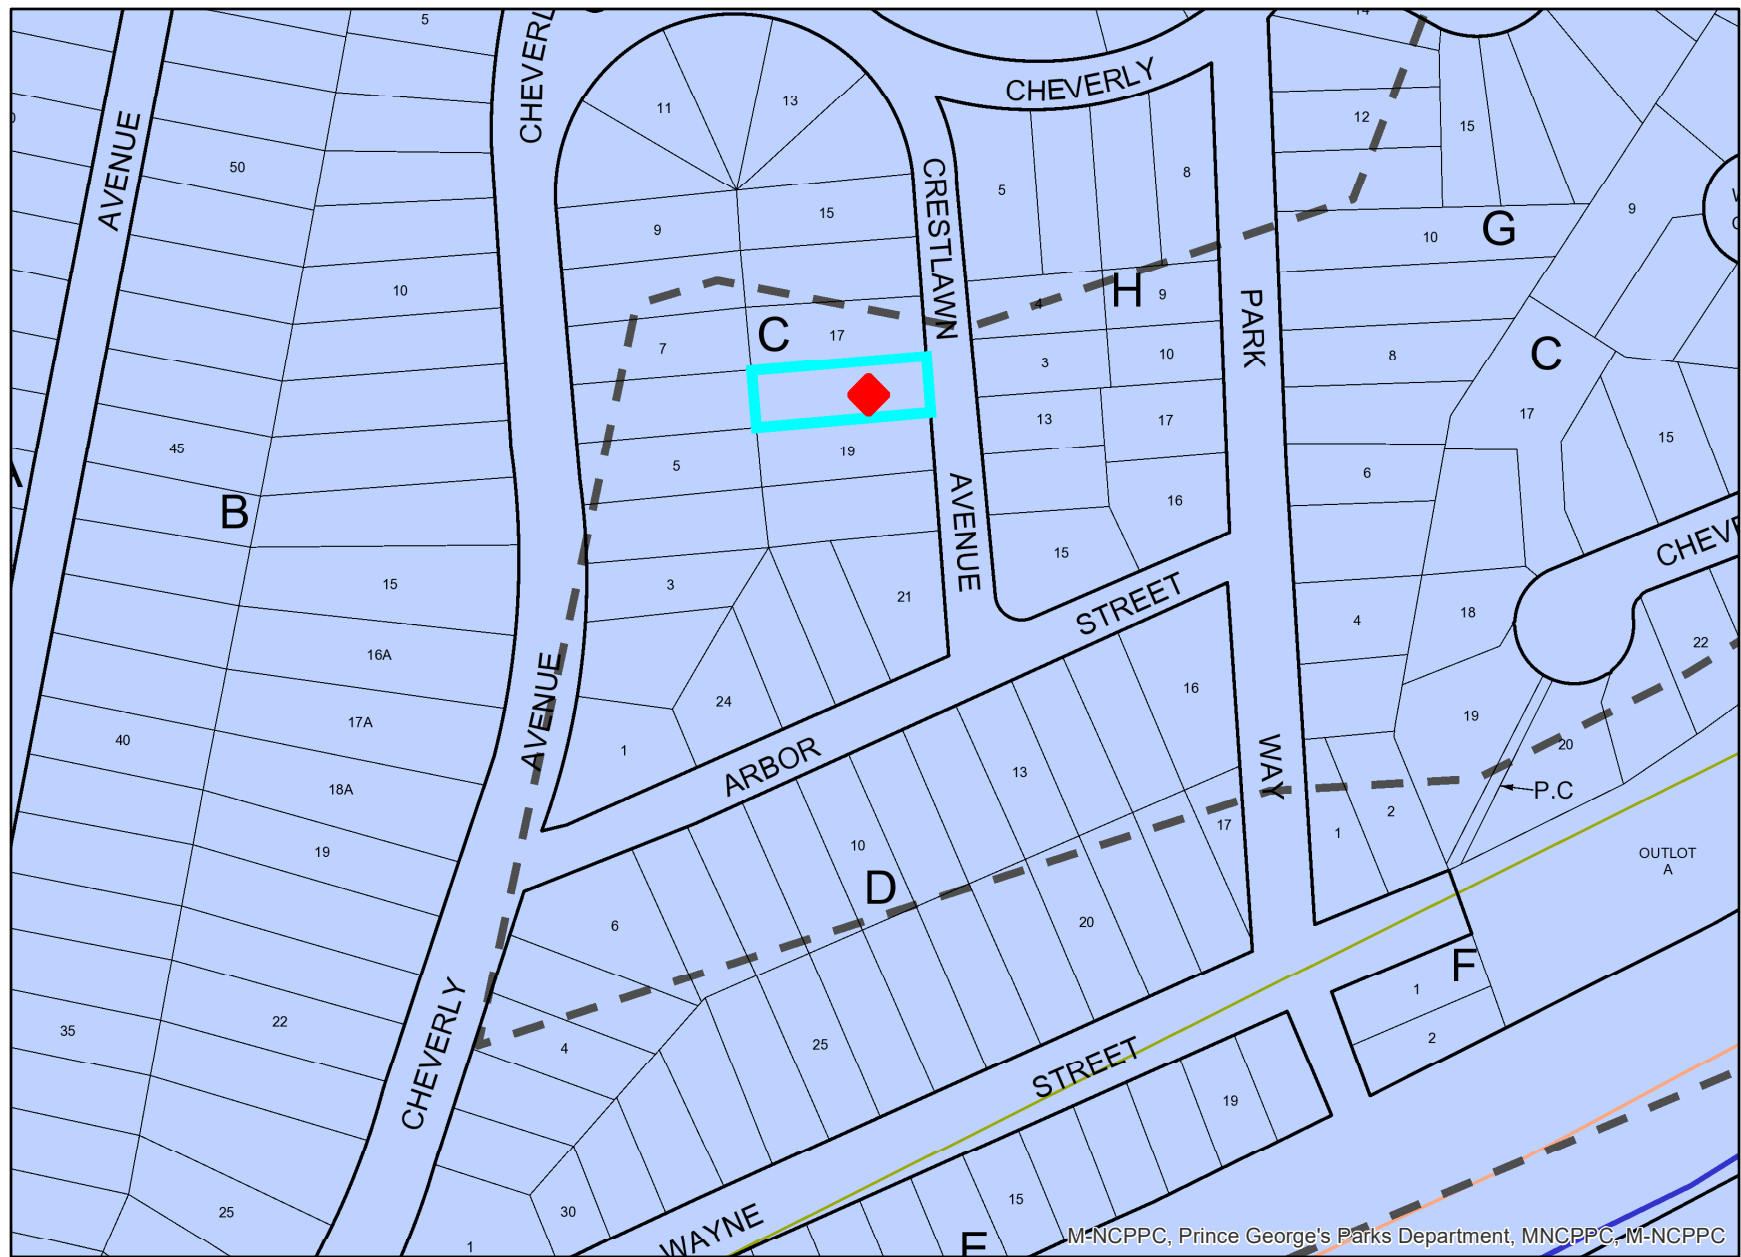 5
14
CHEVERLY
CHEVERLY
11
13
12
15
AVENUE
50
CRESTLAWN
5
8
9
15
9
10
G
10
4
H
9
PARK
C
17
7
3
10
8
C
13
17
17
15
45
5
19
6
B
16
AVENUE
15
CHEVE
15
3
21
STREET
18
4
22
16A
AVENUE
24
16
17A
1
19
40
ARBOR
WAY
20
13
18A
P.C
2
17
1
10
19
OUTLOT
A
D
6
20
F
1
35
22
CHEVERLY
4
25
2
STREET
19
15
25
30
WAYNE
1
E
M-NCPPC, Prince George's Parks Department, MNCPPC, M-NCPPC